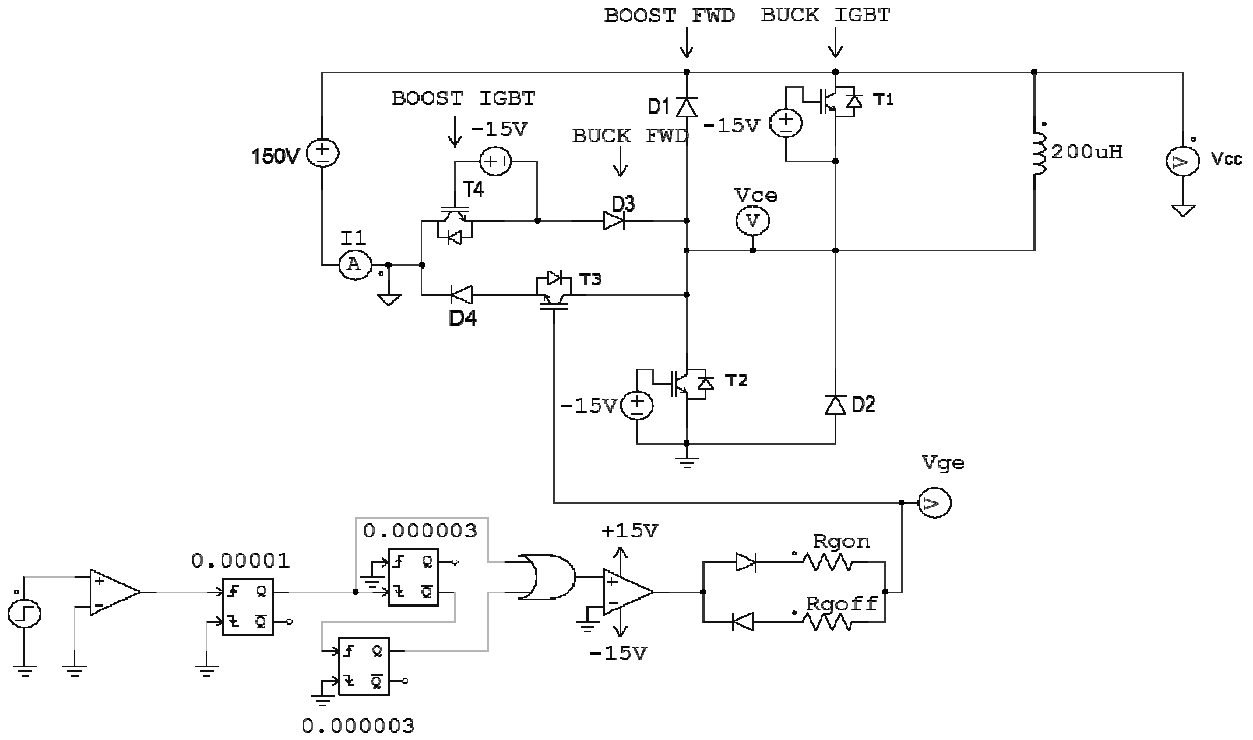 BOOST FWD BUCK IGBT
BOOST IGBT
-15V
D1
-15V
T1
BUCK FWD
150V
200uH
V
Vcc
T4
Vce
V
D3
I1
A
T3
D4
T2
-15V
D2
Vge
V
0.000003
+15V
0.00001
Rgon
Q
Q
Q
Q
Rgoff
Q
Q
-15V
0.000003